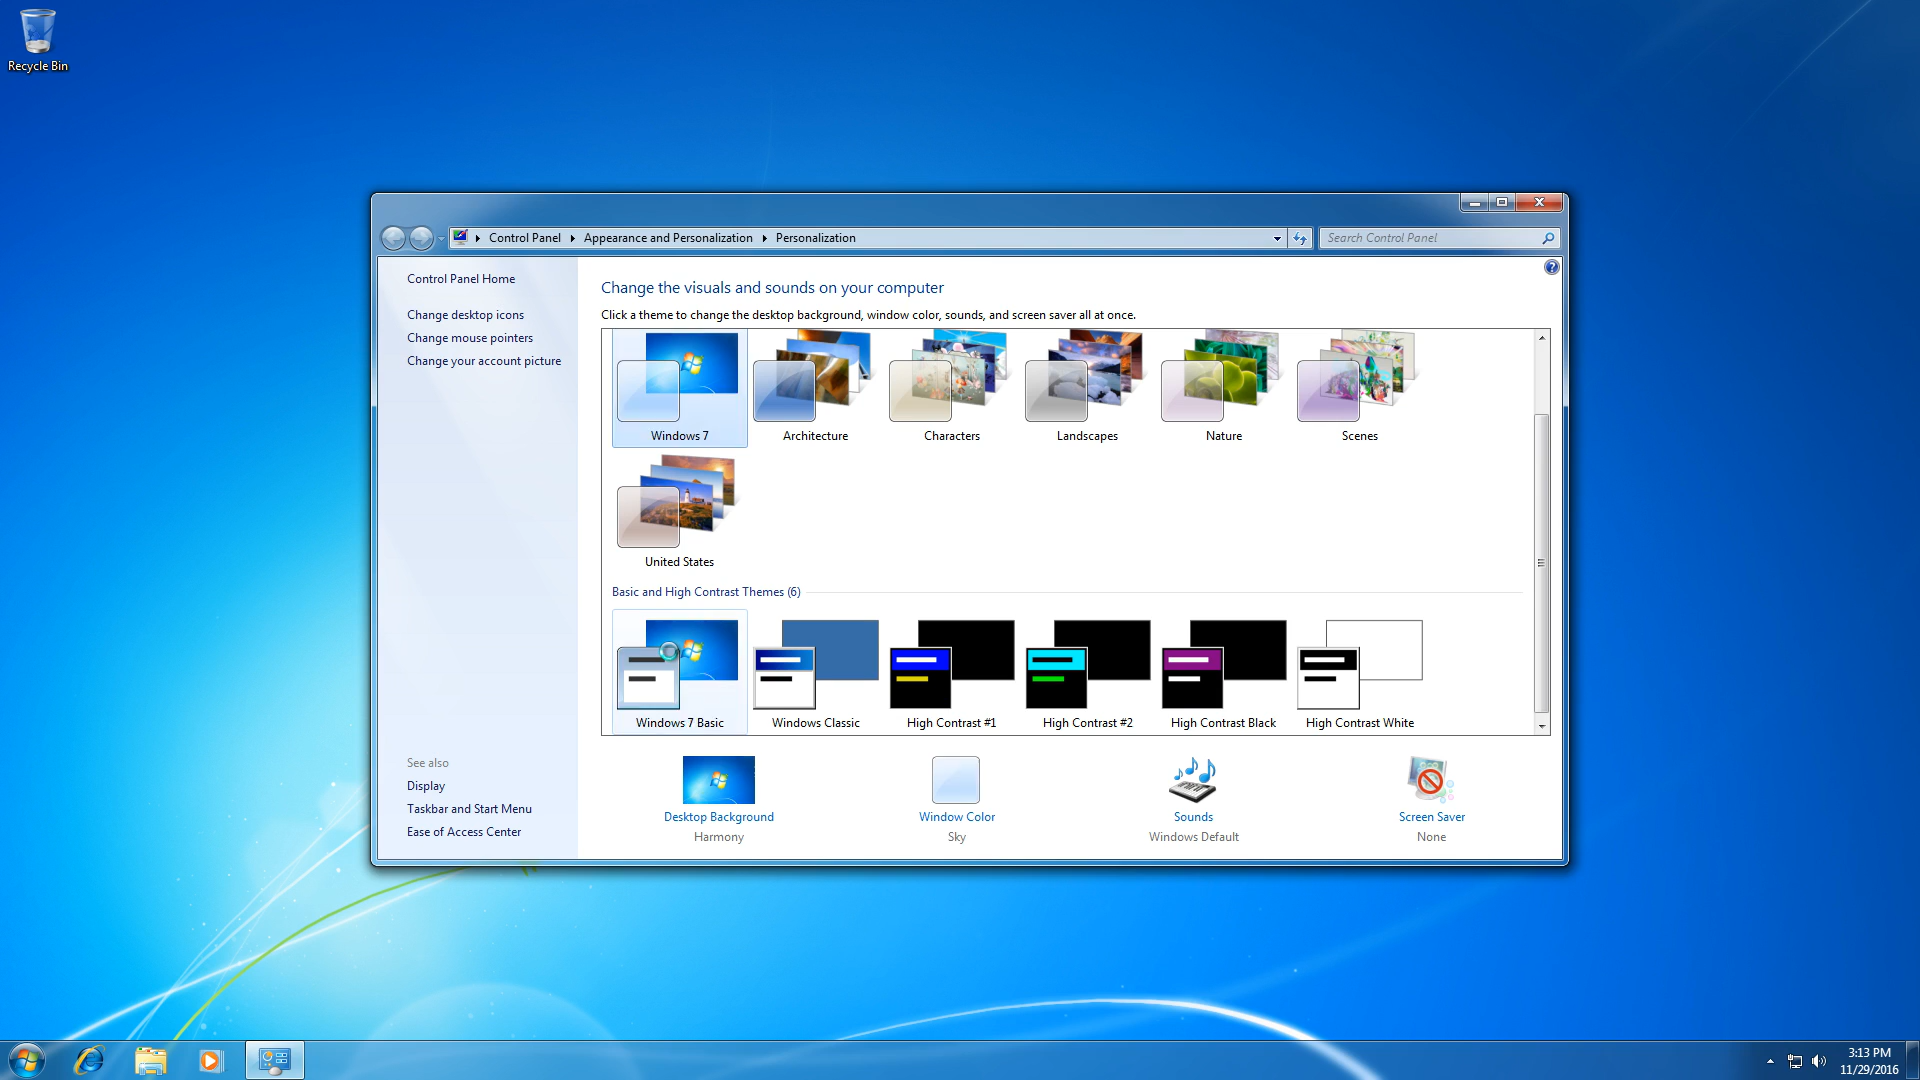 Recycle Bin
Control Panel
Appearance and Personalization
Personalization
Search Control Panel
Control Panel Home
Change desktop icons
Change mouse pointers
Change your account picture
See also
Display
Taskbar and Start Menu
Ease of Access Center
Change the visuals and sounds on your computer
Click a theme to change the desktop background, window color, sounds, and screen saver all at once.
Windows 7
Architecture
Characters
Landscapes
Nature
Scenes
United States
Basic and High Contrast Themes (6)
Windows 7 Basic
Windows Classic
High Contrast #1
High Contrast #2
High Contrast Black
High Contrast White
Desktop Background
Harmony
Window Color
Sky
Sounds
Windows Default
Screen Saver
None
3:13 PM
11/29/2016